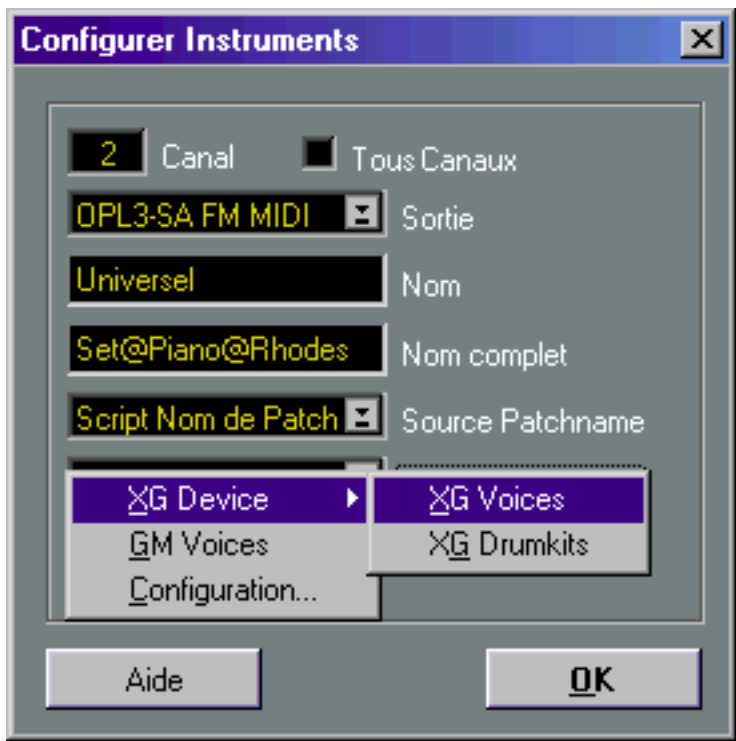 Configurer Instruments
2 Canal Tous Canaux
OPL3-SA FM MIDI Sortie
Universel Nom
Set@Piano@Rhodes Nom complet
Script Nom de Patch Source Patchname
XG Device XG Voices
GM Voices XG Drumkits
Configuration...
Aide OK